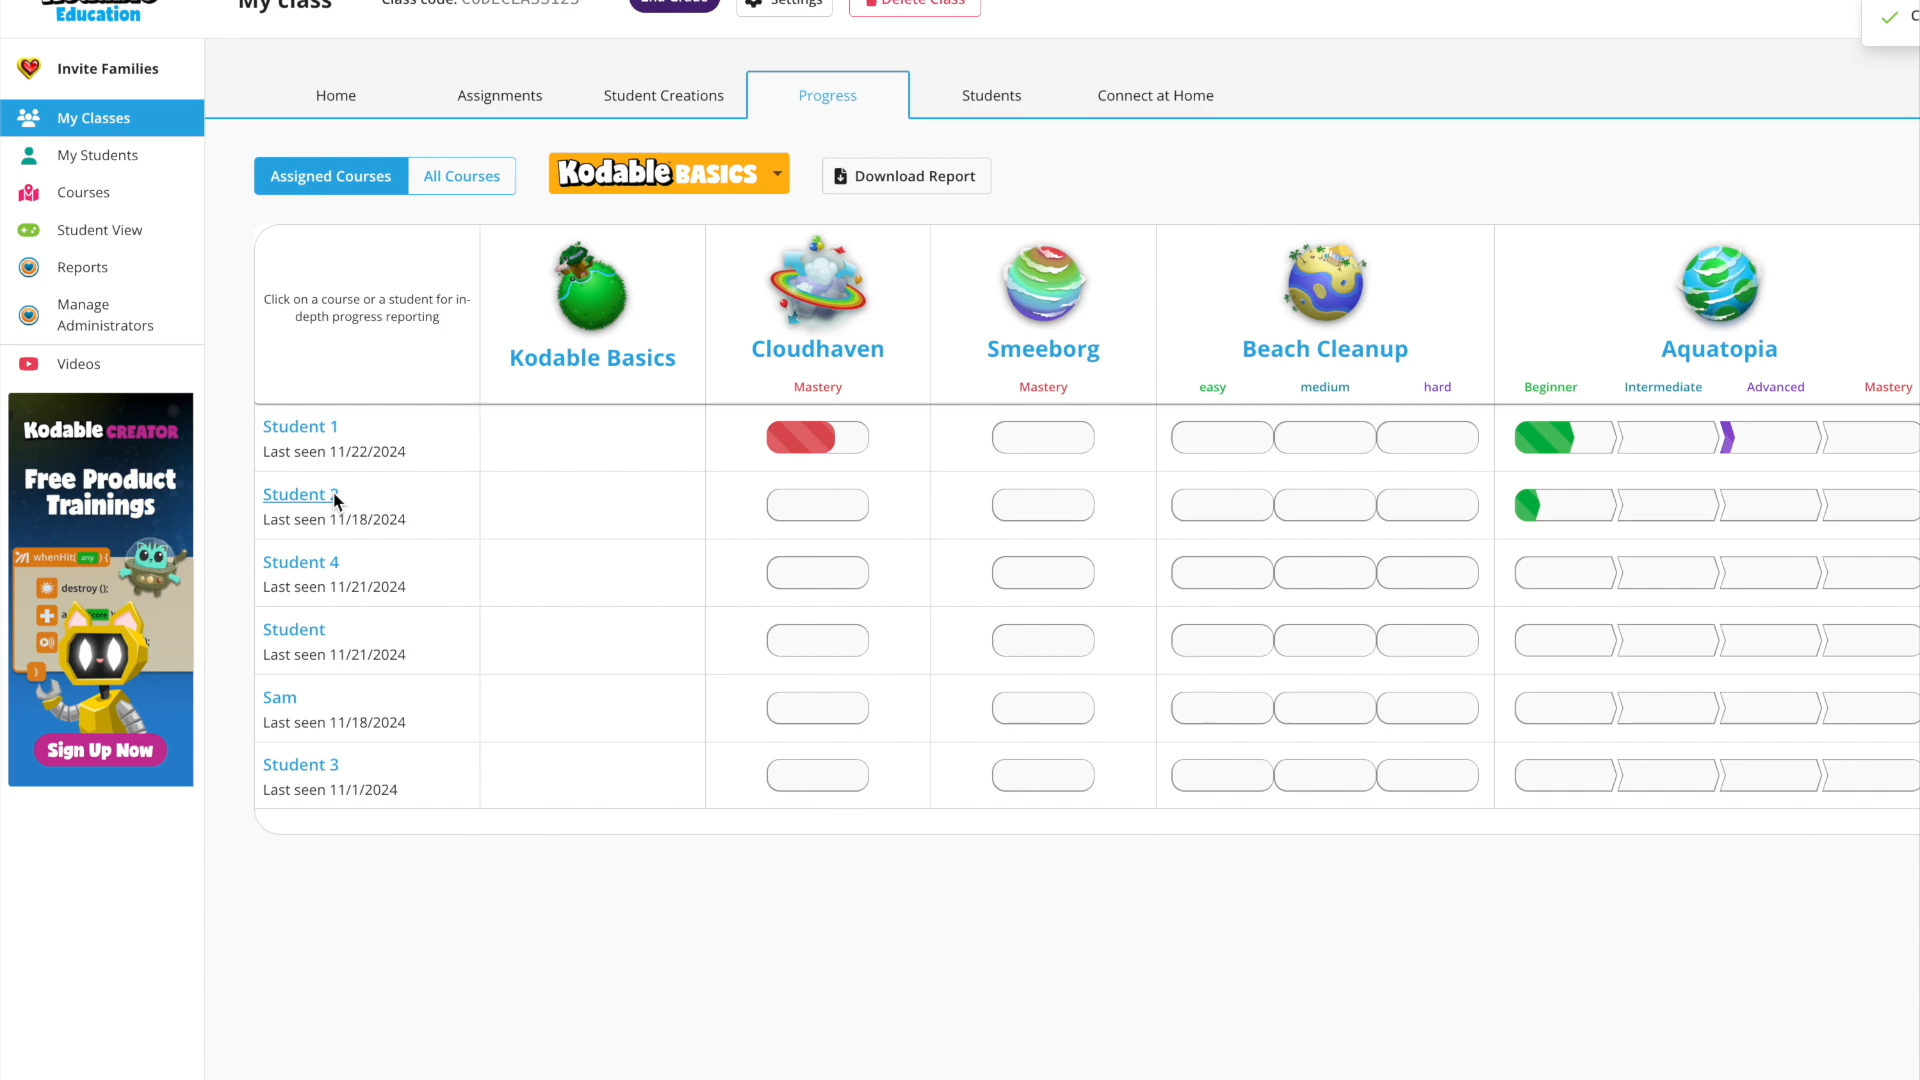 Education
My class
Class code:
Settings
Delete Class
Invite Families
My Classes
My Students
Courses
Student View
Reports
Manage
Administrators
Videos
Kodable CREATOR
Free Product
Trainings
whenHit( any ) {
destroy ();
Sign Up Now
Home
Assignments
Student Creations
Progress
Students
Connect at Home
Assigned Courses
All Courses
Kodable BASICS
Download Report
Click on a course or a student for in-
depth progress reporting
Kodable Basics
Cloudhaven
Smeeborg
Beach Cleanup
Aquatopia
Mastery
Mastery
easy
medium
hard
Beginner
Intermediate
Advanced
Mastery
Student 1
Last seen 11/22/2024
Student 2
Last seen 11/18/2024
Student 4
Last seen 11/21/2024
Student
Last seen 11/21/2024
Sam
Last seen 11/18/2024
Student 3
Last seen 11/1/2024